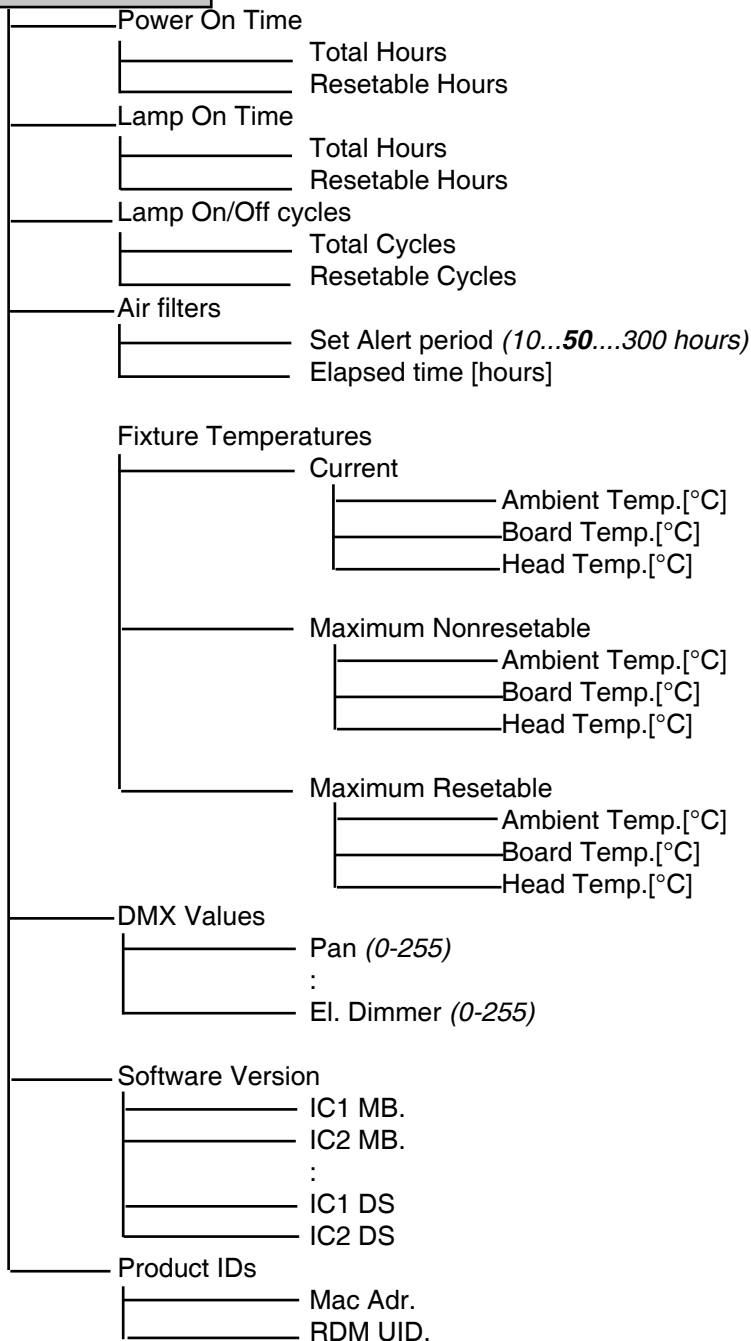 Power On Time
Total Hours
Resetable Hours
Lamp On Time
Total Hours
Resetable Hours
Lamp On/Off cycles
Total Cycles
Resetable Cycles
Air filters
Set Alert period (10...50....300 hours)
Elapsed time [hours]
Fixture Temperatures
Current
Ambient Temp.[°C]
Board Temp.[°C]
Head Temp.[°C]
Maximum Nonresetable
Ambient Temp.[°C]
Board Temp.[°C]
Head Temp.[°C]
Maximum Resetable
Ambient Temp.[°C]
Board Temp.[°C]
Head Temp.[°C]
DMX Values
Pan (0-255)
:
El. Dimmer (0-255)
Software Version
IC1 MB.
IC2 MB.
:
IC1 DS
IC2 DS
Product IDs
Mac Adr.
RDM UID.